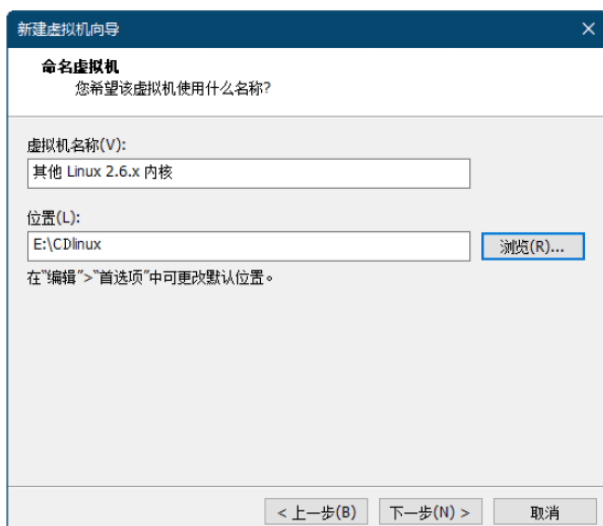 新建虚拟机向导
命名虚拟机
您希望该虚拟机使用什么名称?
虚拟机名称(V):
其他 Linux 2.6.x 内核
位置(L):
E:\CDlinux
浏览(R)...
在"编辑">"首选项"中可更改默认位置。
< 上一步(B)
下一步(N) >
取消